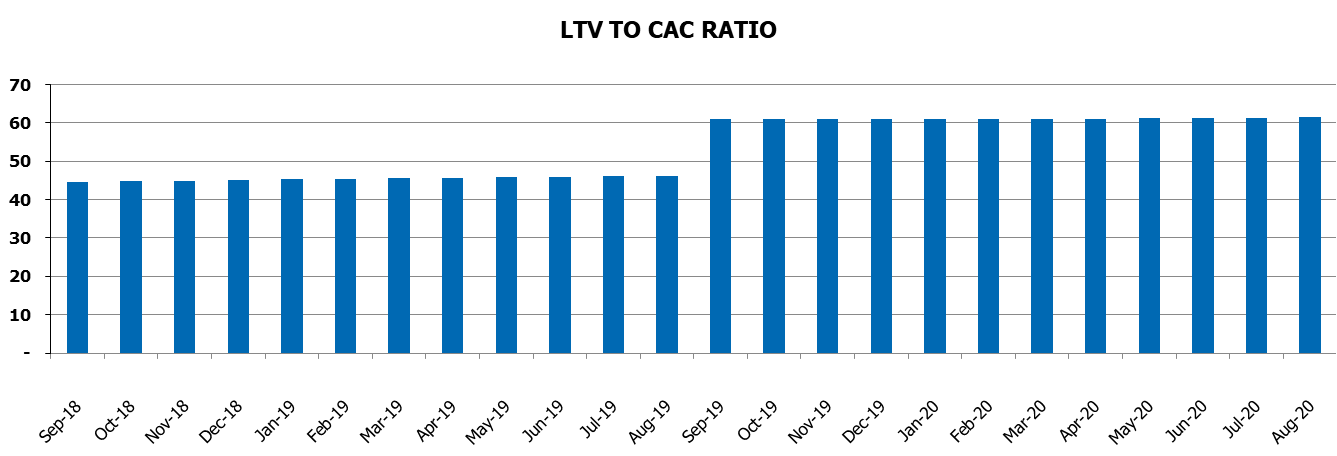 LTV TO CAC RATIO
70
60
50
40
30
20
10
-
Sep-18
Oct-18
Nov-18
Dec-18
Jan-19
Feb-19
Mar-19
Apr-19
May-19
Jun-19
Jul-19
Aug-19
Sep-19
Oct-19
Nov-19
Dec-19
Jan-20
Feb-20
Mar-20
Apr-20
May-20
Jun-20
Jul-20
Aug-20